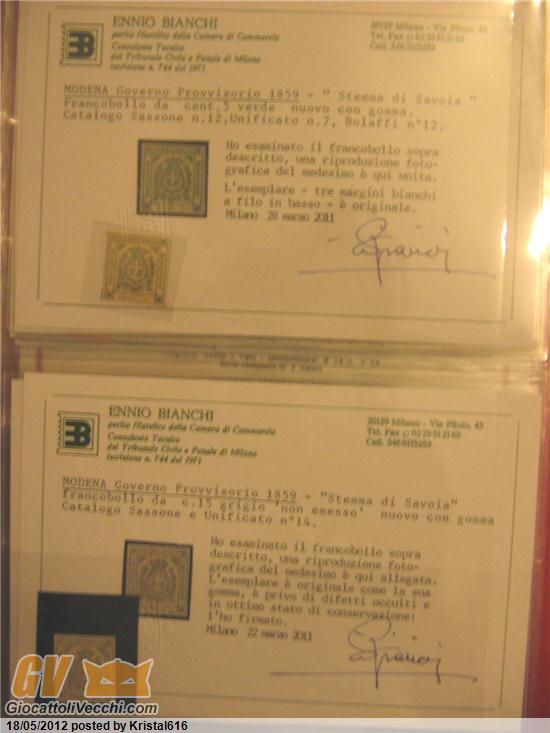 ENNIO BIANCHI
perito filatelico della Camera di Commercio
Consulente Tecnico
del Tribunale Civile e Penale di Milano
iscrizione n. 744 del 1971
20129 Milano - Via Pilolo, 43
Tel. Fax 02 29 51 21 69
Cell. 346 0115253
MODENA Governo Provvisorio 1859 = " Stemma di Savoia "
Francobollo da cent.5 verde nuovo con gomma.
Catalogo Sassone n.12,Unificato n.7, Bolaffi n°12.
Ho esaminato il francobollo sopra
descritto, una riproduzione foto-
grafica del medesimo è qui unita.
L'esemplare = tre margini bianchi
a filo in basso = è originale.
Milano 28 marzo 2011
Bianchi
ENNIO BIANCHI
perito filatelico della Camera di Commercio
Consulente Tecnico
del Tribunale Civile e Penale di Milano
iscrizione n. 744 del 1971
20129 Milano - Via Pilolo, 43
Tel. Fax 02 29 51 21 69
Cell. 346 0115253
MODENA Governo Provvisorio 1859 = "Stemma di Savoia"
francobollo da c.15 grigio 'non emesso' nuovo con gomma
Catalogo Sassone e Unificato n°14.
Ho esaminato il francobollo sopra
descritto, una riproduzione foto-
grafica del medesimo è qui allegata.
L'esemplare è originale come la sua
gomma, è privo di difetti occulti e
in ottimo stato di conservazione:
l'ho firmato.
Milano 22 marzo 2011
Bianchi
GV
GiocattoliVecchi.com
18/05/2012 posted by Kristal616